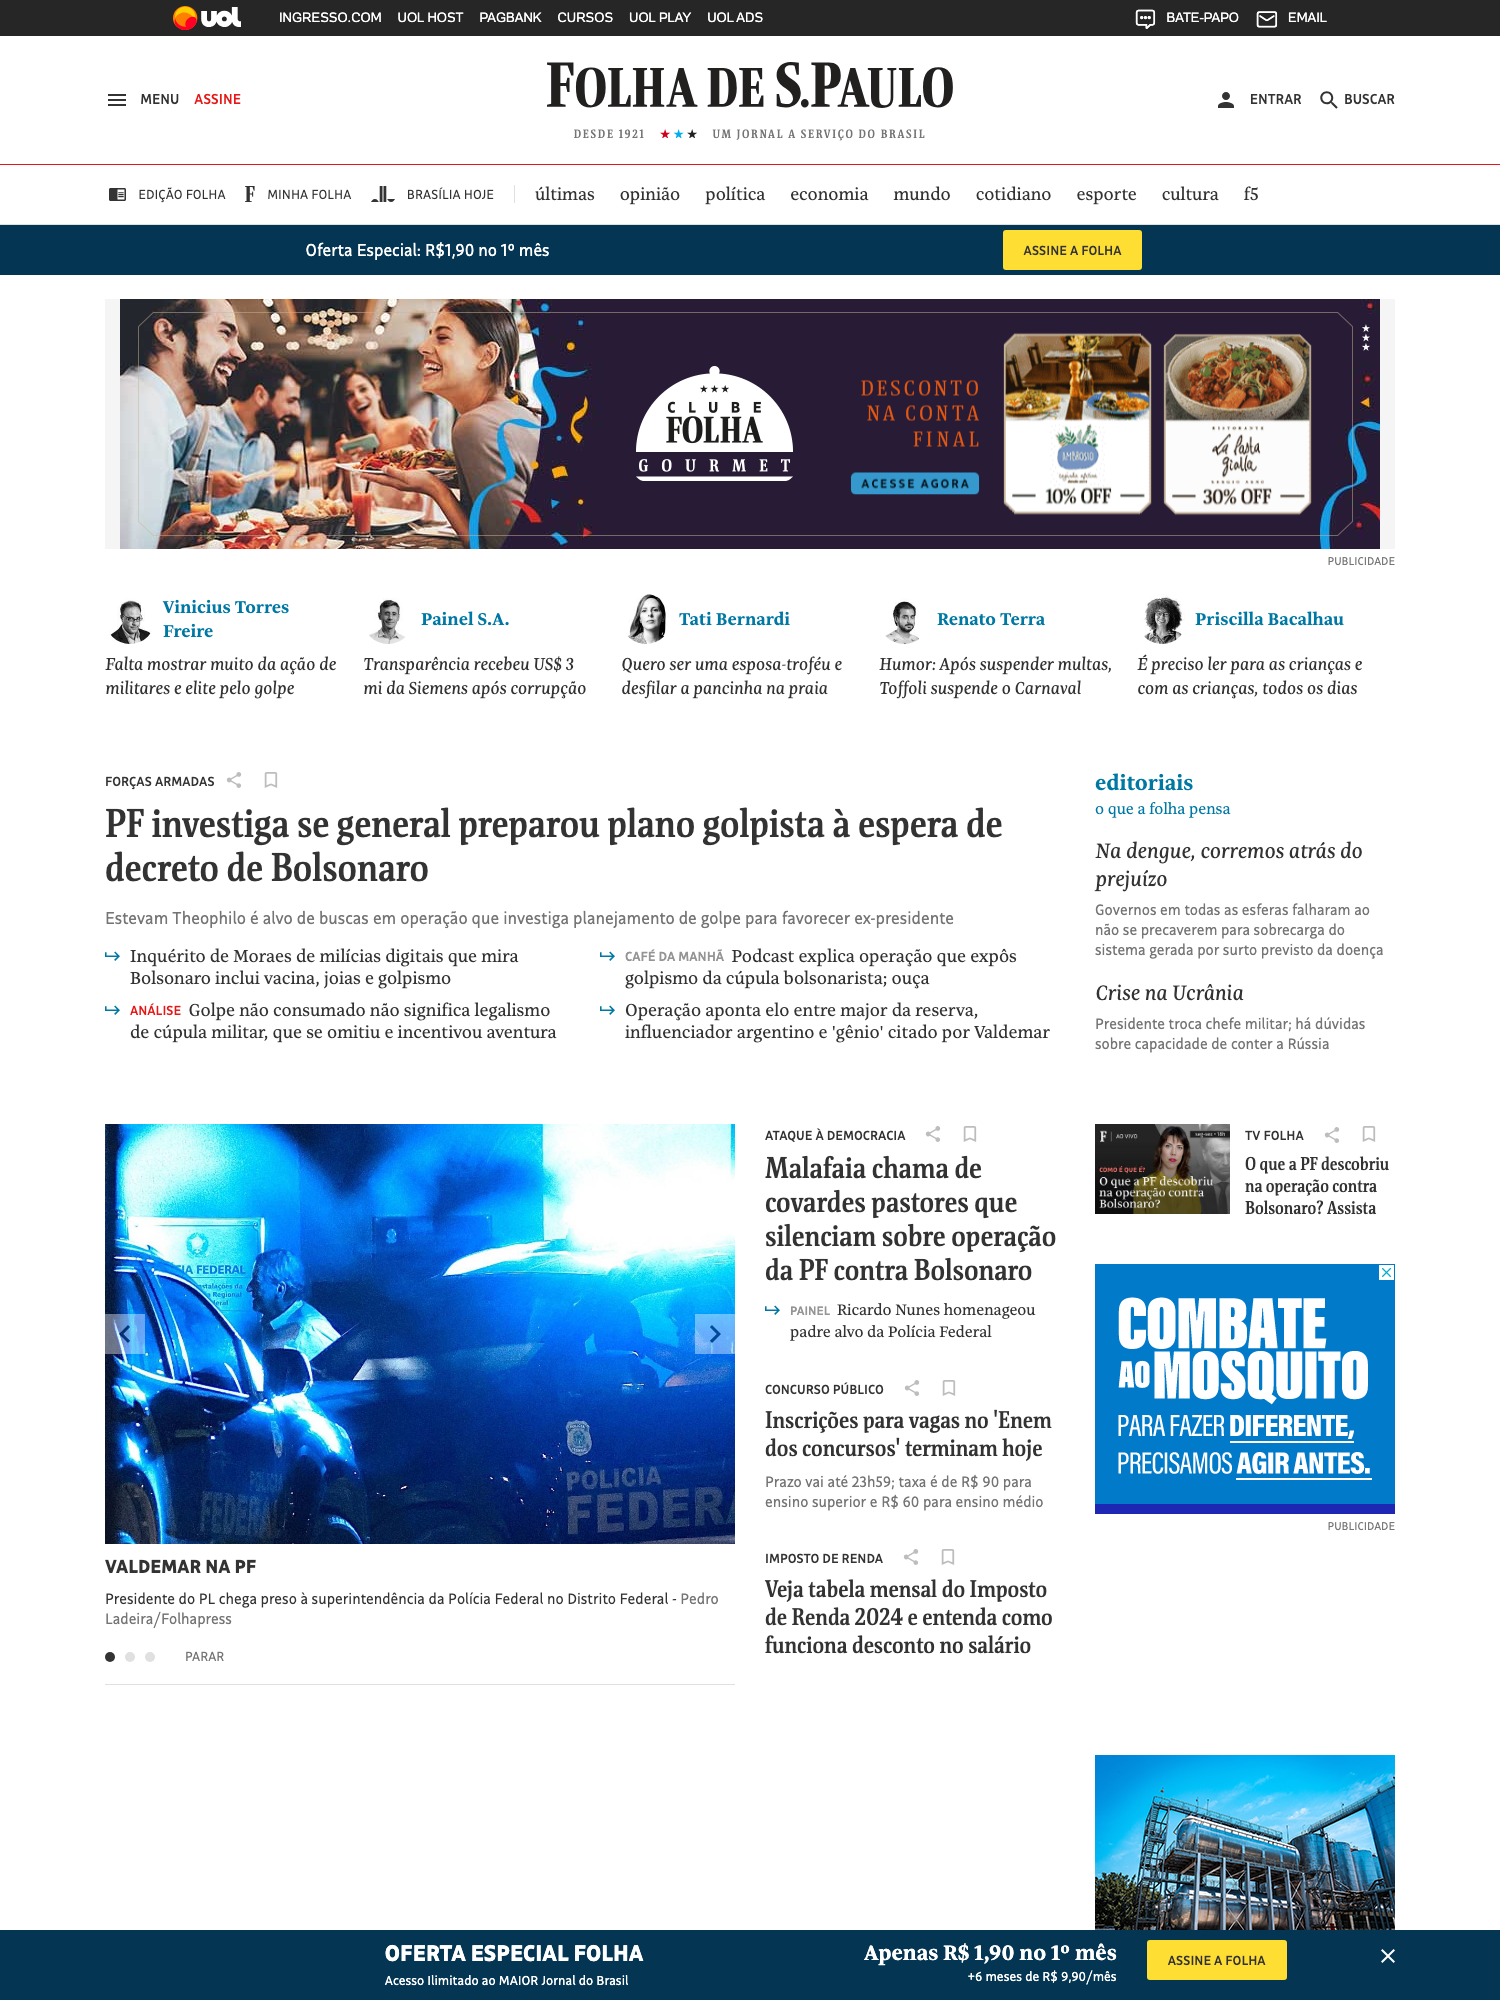 uol
INGRESSO.COM UOL HOST PAGBANK CURSOS UOL PLAY UOL ADS
BATE-PAPO EMAIL
MENU ASSINE
FOLHA DE S.PAULO
DESDE 1921 ★★★ UM JORNAL A SERVIÇO DO BRASIL
ENTRAR BUSCAR
EDIÇÃO FOLHA F MINHA FOLHA BRASÍLIA HOJE
últimas opinião política economia mundo cotidiano esporte cultura f5
Oferta Especial: R$1,90 no 1º mês
ASSINE A FOLHA
CLUBE
FOLHA
GOURMET
DESCONTO
NA CONTA
FINAL
ACESSE AGORA
AMBRÓSIO
10% OFF
RISTORANTE
La Pasta
Gialla
SERGIO ARNO
30% OFF
PUBLICIDADE
Vinicius Torres
Freire
Falta mostrar muito da ação de
militares e elite pelo golpe
Painel S.A.
Transparência recebeu US$ 3
mi da Siemens após corrupção
Tati Bernardi
Quero ser uma esposa-troféu e
desfilar a pancinha na praia
Renato Terra
Humor: Após suspender multas,
Toffoli suspende o Carnaval
Priscilla Bacalhau
É preciso ler para as crianças e
com as crianças, todos os dias
FORÇAS ARMADAS
PF investiga se general preparou plano golpista à espera de
decreto de Bolsonaro
Estevam Theophilo é alvo de buscas em operação que investiga planejamento de golpe para favorecer ex-presidente
Inquérito de Moraes de milícias digitais que mira
Bolsonaro inclui vacina, joias e golpismo
ANÁLISE Golpe não consumado não significa legalismo
de cúpula militar, que se omitiu e incentivou aventura
CAFÉ DA MANHÃ Podcast explica operação que expôs
golpismo da cúpula bolsonarista; ouça
Operação aponta elo entre major da reserva,
influenciador argentino e 'gênio' citado por Valdemar
editoriais
o que a folha pensa
Na dengue, corremos atrás do
prejuízo
Governos em todas as esferas falharam ao
não se precaverem para sobrecarga do
sistema gerada por surto previsto da doença
Crise na Ucrânia
Presidente troca chefe militar; há dúvidas
sobre capacidade de conter a Rússia
FEDERAL
POLICIA
FEDERA
FEDERAL
VALDEMAR NA PF
Presidente do PL chega preso à superintendência da Polícia Federal no Distrito Federal - Pedro
Ladeira/Folhapress
PARAR
ATAQUE À DEMOCRACIA
Malafaia chama de
covardes pastores que
silenciam sobre operação
da PF contra Bolsonaro
PAINEL Ricardo Nunes homenageou
padre alvo da Polícia Federal
CONCURSO PÚBLICO
Inscrições para vagas no 'Enem
dos concursos' terminam hoje
Prazo vai até 23h59; taxa é de R$ 90 para
ensino superior e R$ 60 para ensino médio
IMPOSTO DE RENDA
Veja tabela mensal do Imposto
de Renda 2024 e entenda como
funciona desconto no salário
F AO VIVO
COMO É QUE É?
O que a PF descobriu
na operação contra
Bolsonaro?
TV FOLHA
O que a PF descobriu
na operação contra
Bolsonaro? Assista
COMBATE
AO MOSQUITO
PARA FAZER DIFERENTE,
PRECISAMOS AGIR ANTES.
PUBLICIDADE
OFERTA ESPECIAL FOLHA
Acesso Ilimitado ao MAIOR Jornal do Brasil
Apenas R$ 1,90 no 1º mês
+6 meses de R$ 9,90/mês
ASSINE A FOLHA